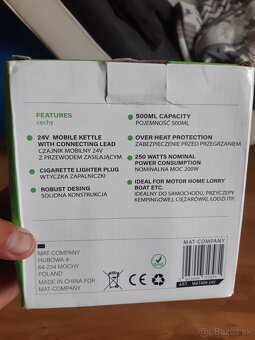 FEATURES
cechy
24V MOBILE KETTLE
WITH CONNECTING LEAD
CZAJNIK MOBILNY 24V
Z PRZEWODEM ZASILAJĄCYM
CIGARETTE LIGHTER PLUG
WTYCZKA ZAPALNICZKI
ROBUST DESING
SOLIDNA KONSTRUKCJA
500ML CAPACITY
POJEMNOŚĆ 500ML
OVER HEAT PROTECTION
ZABEZPIECZENIE PRZED PRZEGRZANIEM
250 WATTS NOMINAL
POWER CONSUMPTION
NOMINALNA MOC 200W
IDEAL FOR MOTOR HOME LORRY
BOAT ETC.
IDEALNY DO SAMOCHODU, PRZYCZEPY
KEMPINGOWEJ, CIĘŻARÓWKI, ŁODZI ITP.
MAT-COMPANY
HUBOWA 4
64-234 MOCHY
POLAND
MADE IN CHINA FOR
MAT-COMPANY
MAT-COMPANY
ART.
bazar.sk